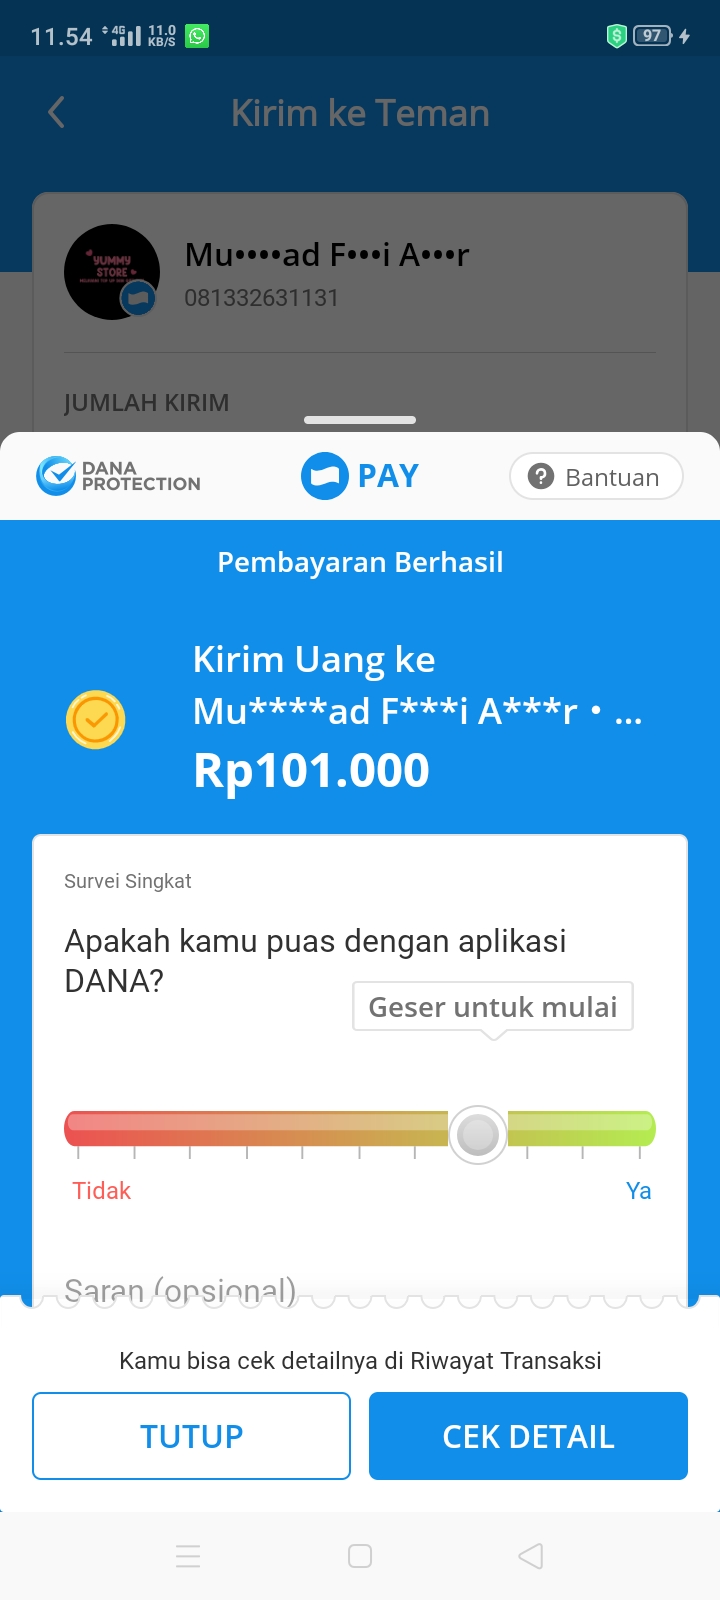 11.54 4G 11.0 KB/S 97
Kirim ke Teman
YUMMY
STORE
Mu••••ad F•••i A•••r
081332631131
JUMLAH KIRIM
DANA
PROTECTION
PAY
Bantuan
Pembayaran Berhasil
Kirim Uang ke
Mu****ad F***i A***r • ...
Rp101.000
Survei Singkat
Apakah kamu puas dengan aplikasi
DANA?
Geser untuk mulai
Tidak
Ya
Saran (opsional)
Kamu bisa cek detailnya di Riwayat Transaksi
TUTUP
CEK DETAIL